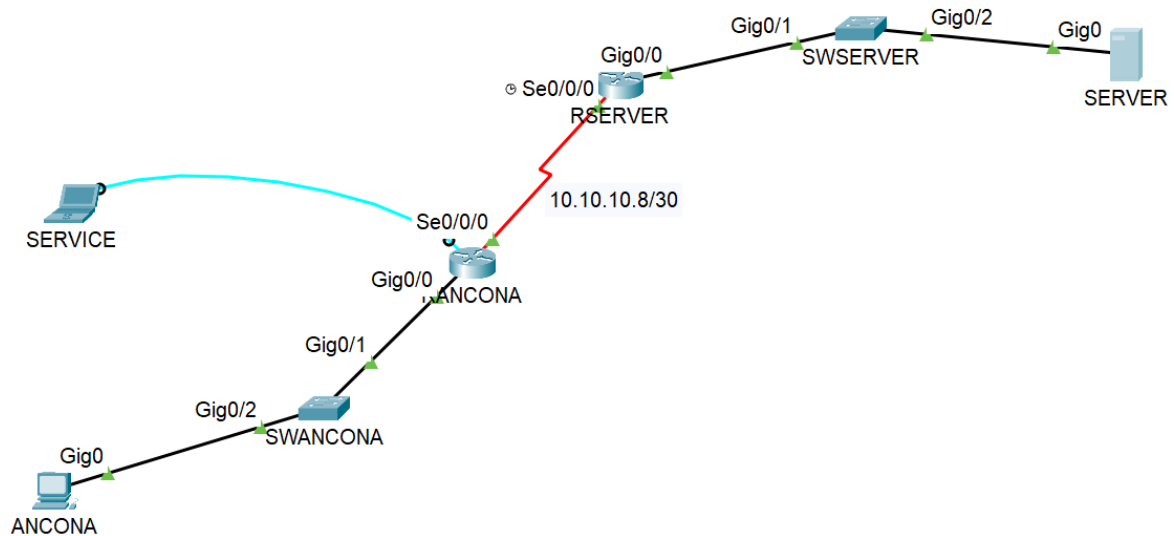 Gig0/1
Gig0/2
Gig0
SWSERVER
SERVER
Gig0/0
Se0/0/0
RSERVER
10.10.10.8/30
SERVICE
Se0/0/0
Gig0/0
ANCONA
Gig0/1
Gig0/2
SWANCONA
Gig0
ANCONA